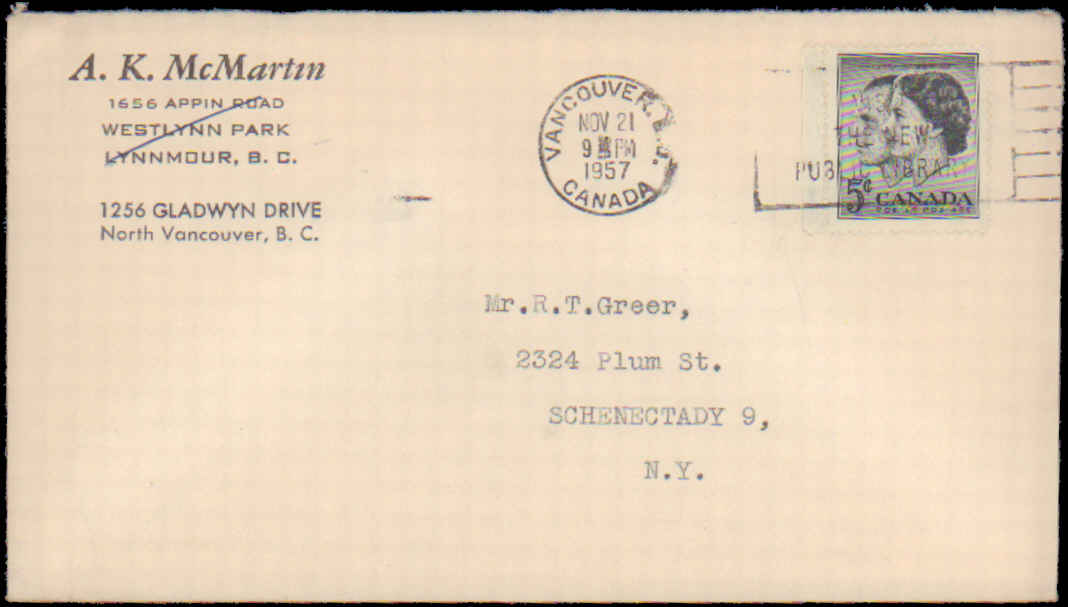 A. K. McMartin
1656 APPIN ROAD
WESTLYNN PARK
LYNNMOUR, B. C.
1256 GLADWYN DRIVE
North Vancouver, B. C.
VANCOUVER, B.C.
NOV 21
9 PM
1957
CANADA
NEW
PUBLIC LIBRARY
5¢ CANADA
Mr.R.T.Greer,
2324 Plum St.
SCHENECTADY 9,
N.Y.